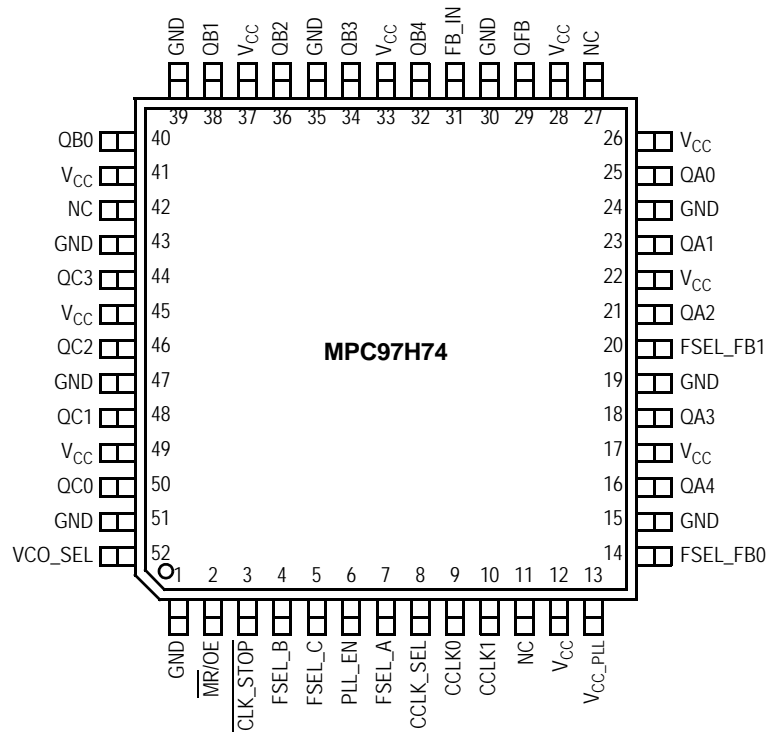 GND QB1 VCC QB2 GND QB3 VCC QB4 FB_IN GND QFB VCC NC
39 38 37 36 35 34 33 32 31 30 29 28 27
QB0 40 26 VCC
VCC 41 25 QA0
NC 42 24 GND
GND 43 23 QA1
QC3 44 22 VCC
VCC 45 21 QA2
QC2 46 MPC97H74 20 FSEL_FB1
GND 47 19 GND
QC1 48 18 QA3
VCC 49 17 VCC
QC0 50 16 QA4
GND 51 15 GND
VCO_SEL 52 14 FSEL_FB0
1 2 3 4 5 6 7 8 9 10 11 12 13
GND MR/OE CLK_STOP FSEL_B FSEL_C PLL_EN FSEL_A CCLK_SEL CCLK0 CCLK1 NC VCC VCC_PLL